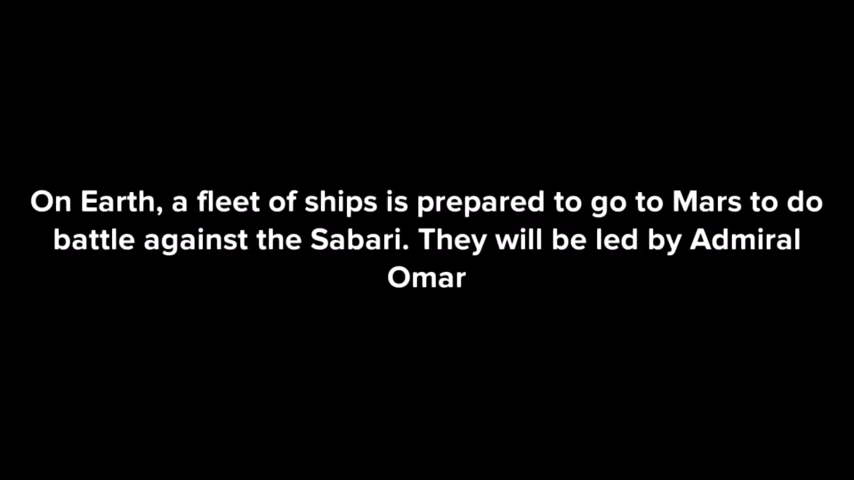 On Earth, a fleet of ships is prepared to go to Mars to do
battle against the Sabari. They will be led by Admiral
Omar